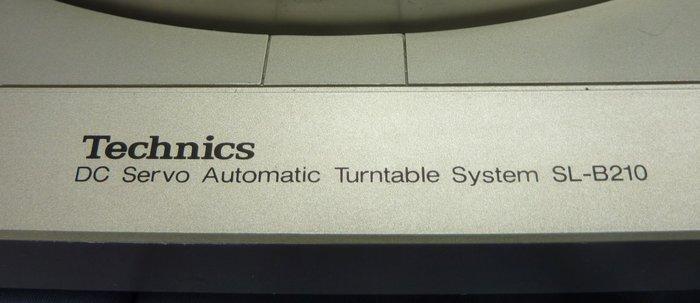 Technics
DC Servo Automatic Turntable System SL-B210